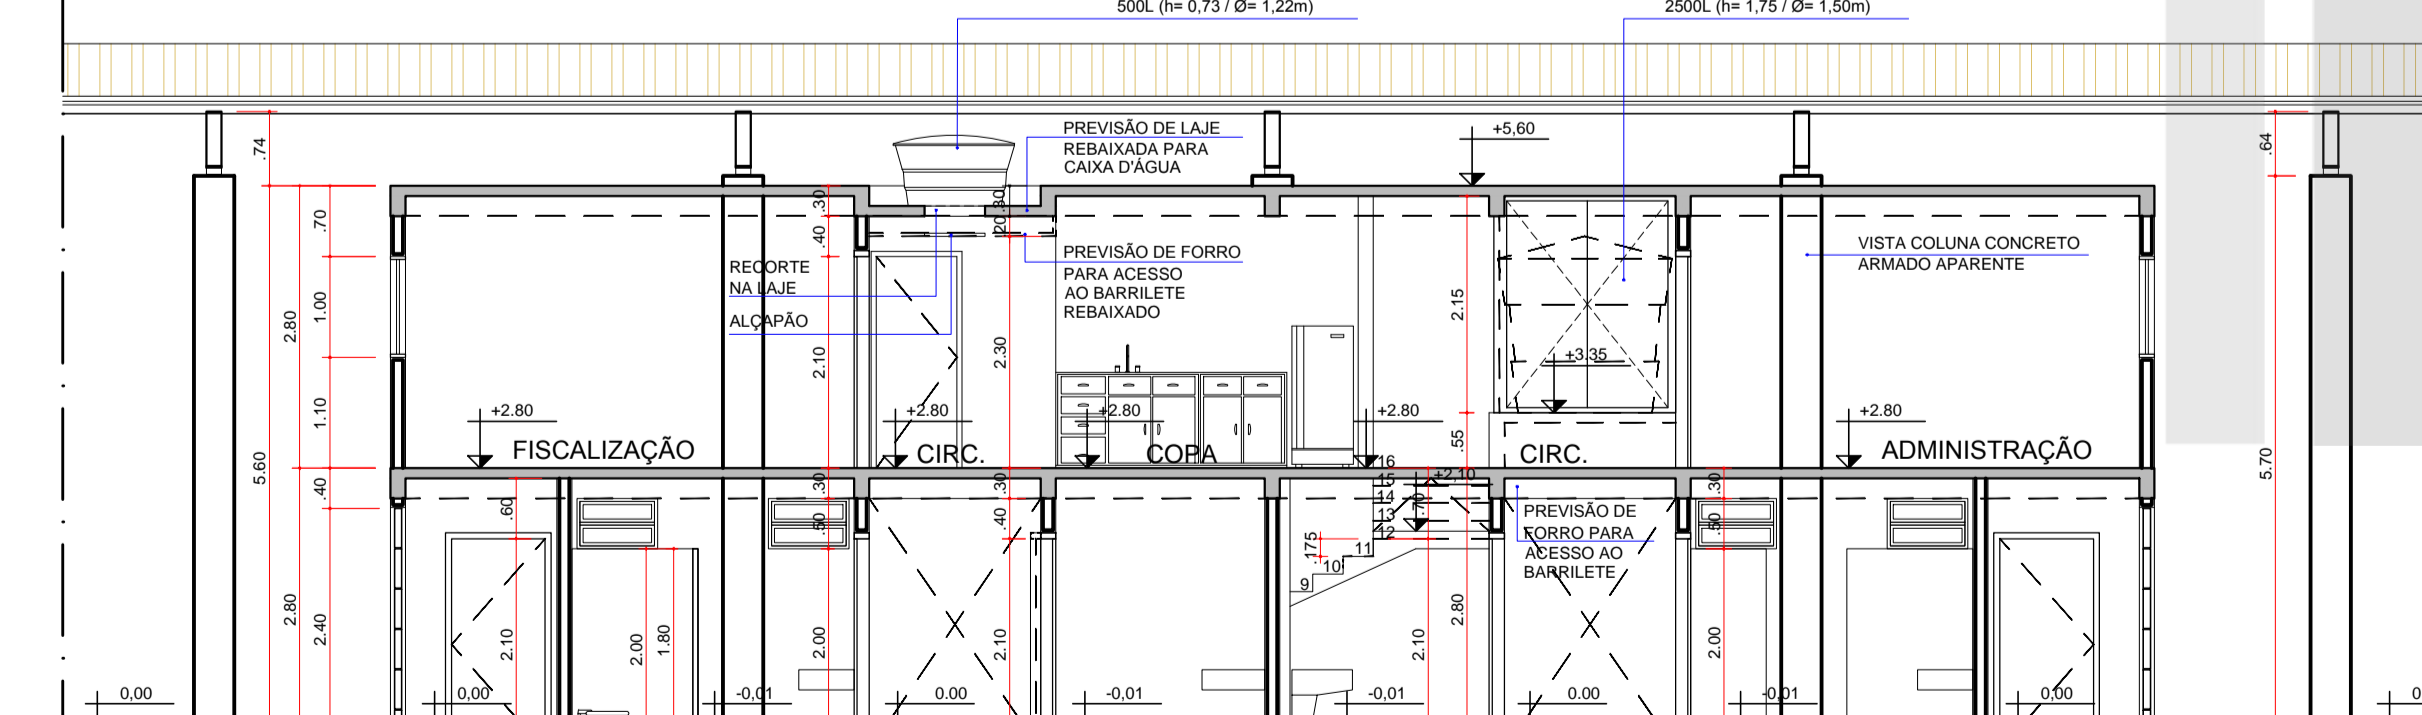 500L (h= 0,73 / Ø= 1,22m)
2500L (h= 1,75 / Ø= 1,50m)
PREVISÃO DE LAJE
REBAIXADA PARA
CAIXA D'ÁGUA
+5,60
.74
.64
.70
.30
.40
20
.30
PREVISÃO DE FORRO
PARA ACESSO
AO BARRILETE
REBAIXADO
RECORTE
NA LAJE
ALÇAPÃO
VISTA COLUNA CONCRETO
ARMADO APARENTE
2.80
1.00
2.10
2.30
2.15
+3.35
1.10
+2.80
+2.80
+2.80
+2.80
+2.80
.55
FISCALIZAÇÃO
CIRC.
COPA
CIRC.
ADMINISTRAÇÃO
5.60
5.70
.40
.60
.30
.50
.30
.40
16
15
14
13
12
11
10
9
+2,10
.70
.175
.30
.50
PREVISÃO DE
FORRO PARA
ACESSO AO
BARRILETE
2.80
2.40
2.10
2.00
1.80
2.00
2.10
2.10
2.80
2.00
0,00
0,00
-0,01
0.00
-0,01
-0,01
0.00
-0,01
0,00
0